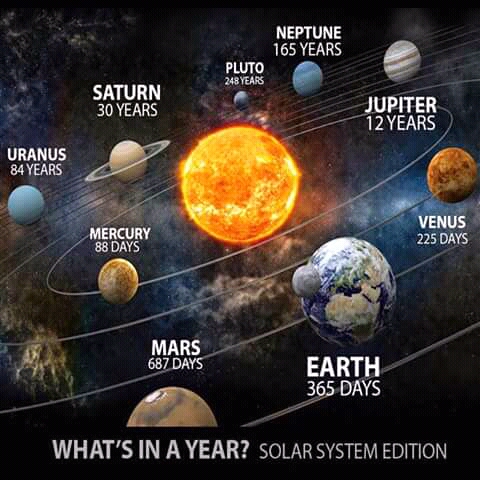 NEPTUNE
165 YEARS
PLUTO
248 YEARS
SATURN
30 YEARS
JUPITER
12 YEARS
URANUS
84 YEARS
MERCURY
88 DAYS
VENUS
225 DAYS
MARS
687 DAYS
EARTH
365 DAYS
WHAT'S IN A YEAR? SOLAR SYSTEM EDITION